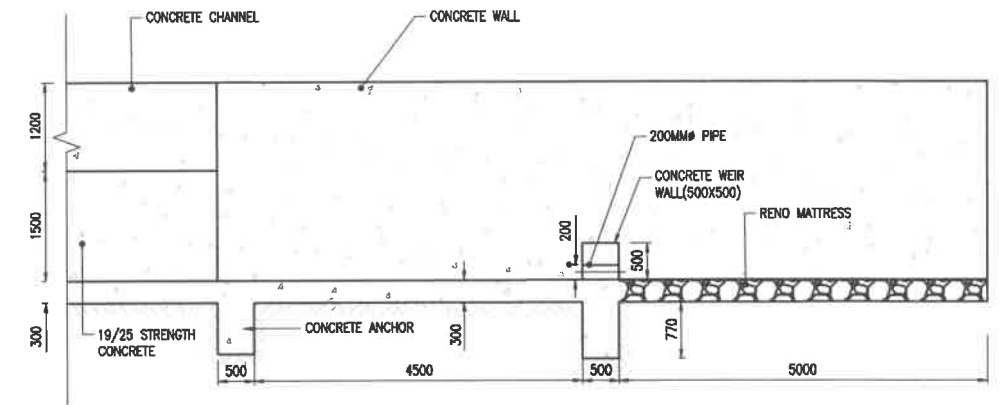 CONCRETE CHANNEL
CONCRETE WALL
1200
200MMø PIPE
CONCRETE WEIR
WALL(500X500)
RENO MATTRESS
1500
200
500
300
19/25 STRENGTH
CONCRETE
CONCRETE ANCHOR
300
770
500
4500
500
5000